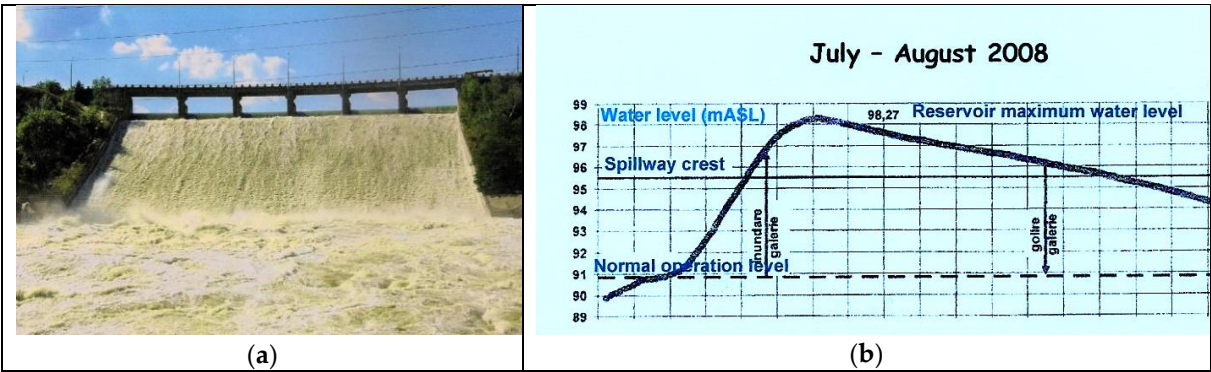 July – August 2008
99
Water level (mASL)
98,27
Reservoir maximum water level
98
97
Spillway crest
96
95
94
93
inundare
galerie
golire
galerie
92
Normal operation level
91
90
89
(a)
(b)